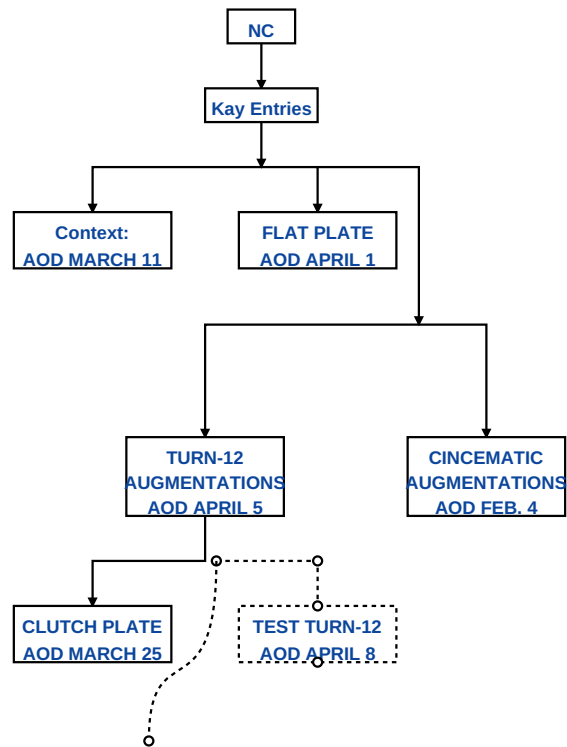 NC
Kay Entries
Context:
AOD MARCH 11
FLAT PLATE
AOD APRIL 1
TURN-12
AUGMENTATIONS
AOD APRIL 5
CINCEMATIC
AUGMENTATIONS
AOD FEB. 4
CLUTCH PLATE
AOD MARCH 25
TEST TURN-12
AOD APRIL 8